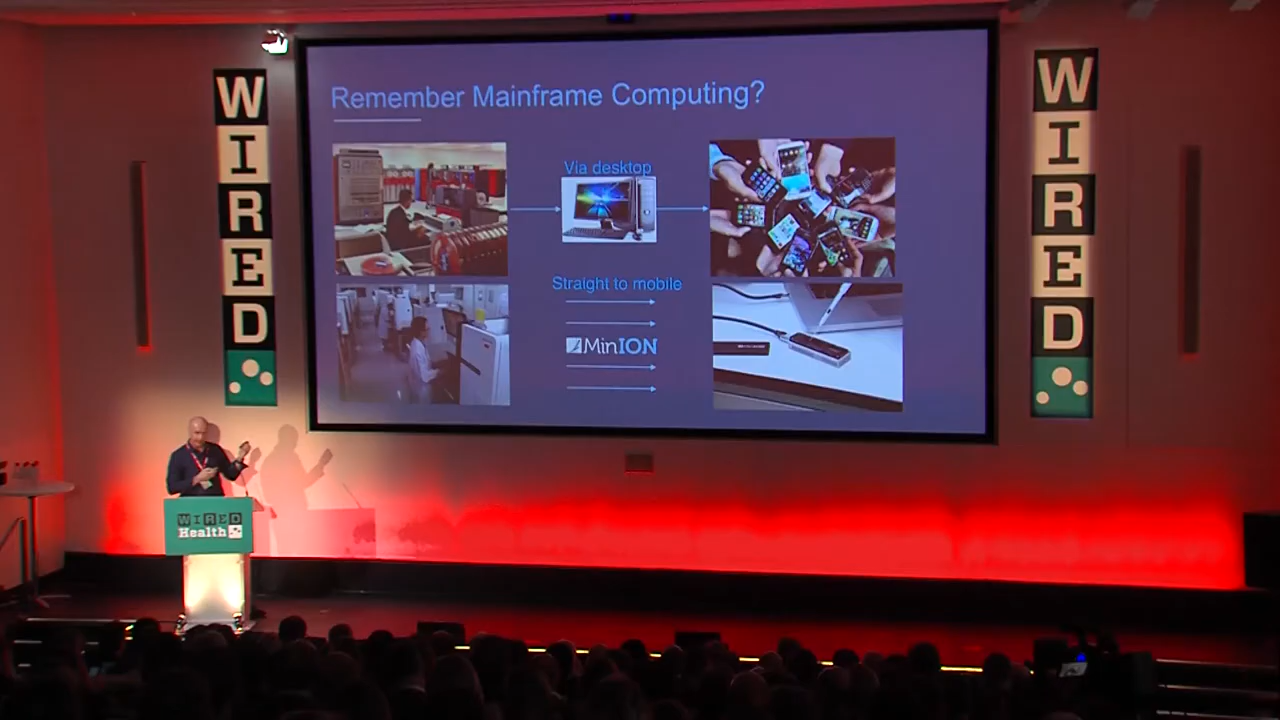 WIRED
Remember Mainframe Computing?
Via desktop
Straight to mobile
MinION
WIRED
WIRED
Health